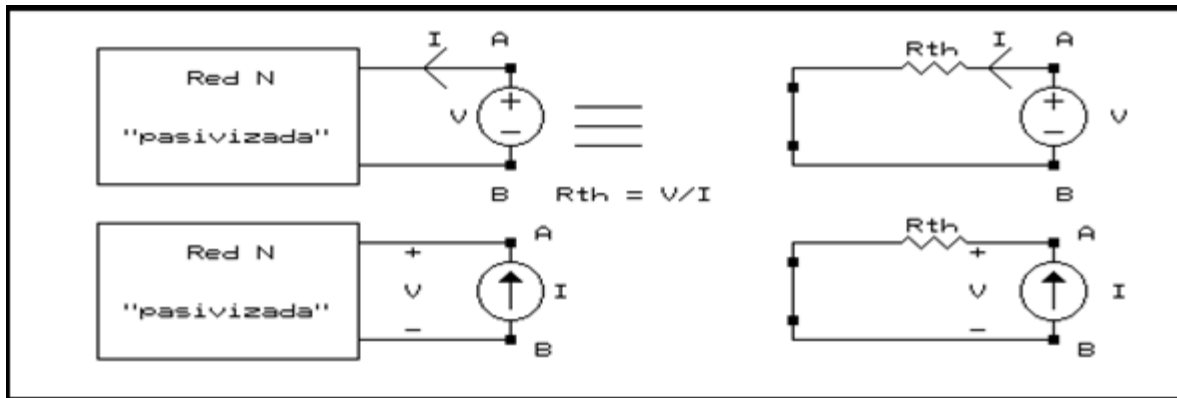 I A Rth I A
Red N
"pasivizada"
+ V − + − V
B Rth = V/I B
A Rth A
Red N + +
"pasivizada" V I V I
− −
B B